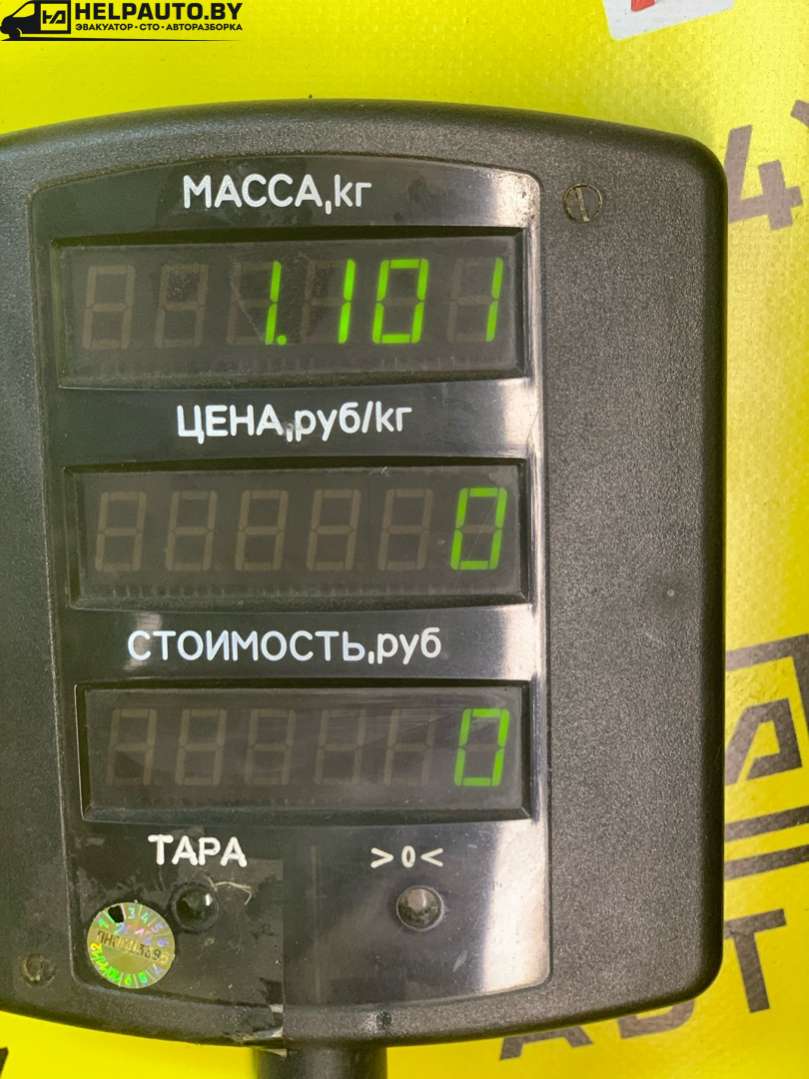 HELPAUTO.BY
ЭВАКУАТОР • СТО • АВТОРАЗБОРКА
МАССА,кг
1.101
ЦЕНА,руб/кг
0
СТОИМОСТЬ,руб
0
ТАРА
>0<